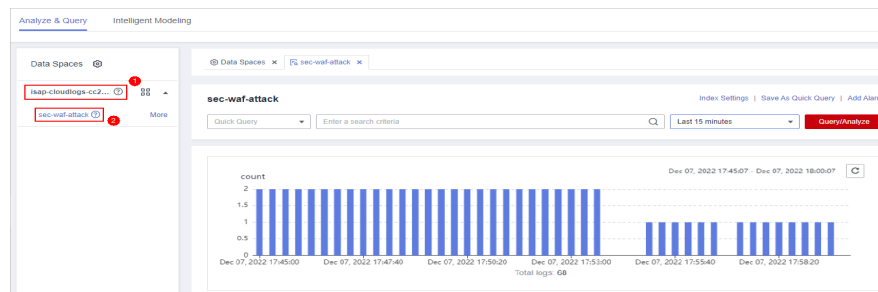 Analyze & Query Intelligent Modeling
Data Spaces
Data Spaces × sec-waf-attack ×
1
isap-cloudlogs-cc2...
sec-waf-attack 2 More
sec-waf-attack
Index Settings | Save As Quick Query | Add Alarm
Quick Query Enter a search criteria Last 15 minutes Query/Analyze
Dec 07, 2022 17:45:07 - Dec 07, 2022 18:00:07
count
2
1.5
1
0.5
0
Dec 07, 2022 17:45:00 Dec 07, 2022 17:47:40 Dec 07, 2022 17:50:20 Dec 07, 2022 17:53:00 Dec 07, 2022 17:55:40 Dec 07, 2022 17:58:20
Total logs: 68